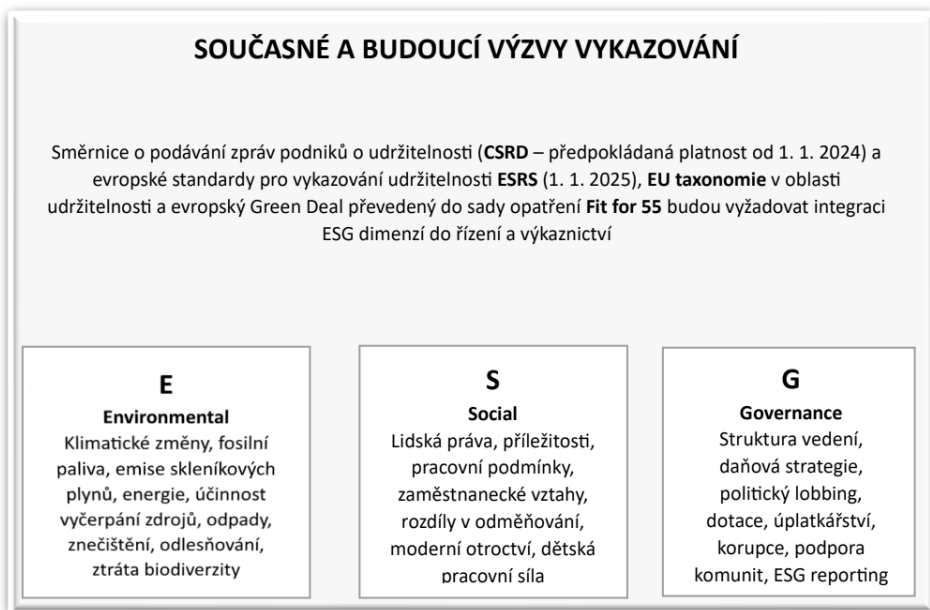 SOUČASNÉ A BUDOUCÍ VÝZVY VYKAZOVÁNÍ
Směrnice o podávání zpráv podniků o udržitelnosti (CSRD – předpokládaná platnost od 1. 1. 2024) a
evropské standardy pro vykazování udržitelnosti ESRS (1. 1. 2025), EU taxonomie v oblasti
udržitelnosti a evropský Green Deal převedený do sady opatření Fit for 55 budou vyžadovat integraci
ESG dimenzí do řízení a výkaznictví
E
Environmental
Klimatické změny, fosilní
paliva, emise skleníkových
plynů, energie, účinnost
vyčerpání zdrojů, odpady,
znečištění, odlesňování,
ztráta biodiverzity
S
Social
Lidská práva, příležitosti,
pracovní podmínky,
zaměstnanecké vztahy,
rozdíly v odměňování,
moderní otroctví, dětská
pracovní síla
G
Governance
Struktura vedení,
daňová strategie,
politický lobbing,
dotace, úplatkářství,
korupce, podpora
komunit, ESG reporting